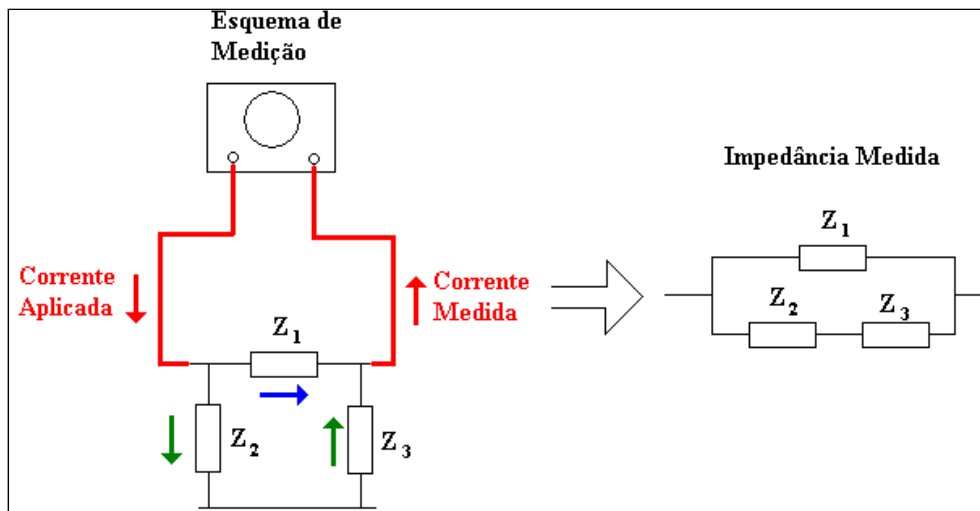 Esquema de
Medição
Impedância Medida
Z1
Corrente
Aplicada
Corrente
Medida
Z2
Z3
Z1
Z2
Z3